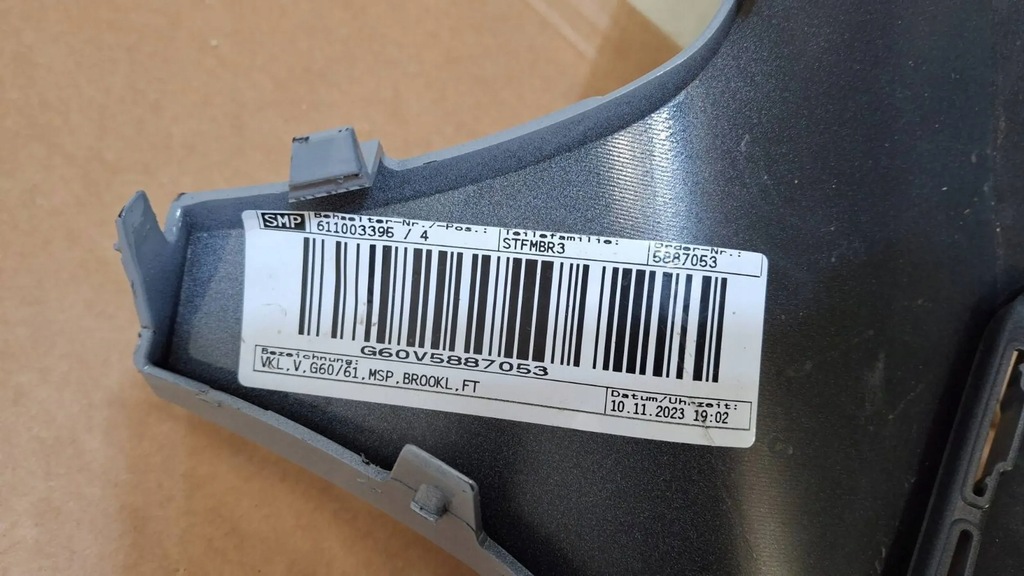 SMP
Behaelter-Nr./-Pos.:
611003396 / 4
Teilefamilie:
STFMBR3
Order-Nr.:
5887053
G60V5887053
Bezeichnung:
VKL.V.G60/61.MSP.BROOKL.FT
Datum/Uhrzeit:
10.11.2023 19:02